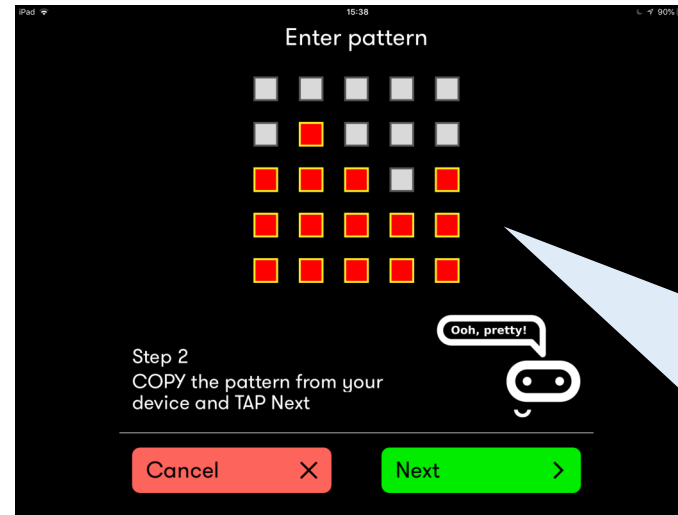 iPad 15:38 90%
Enter pattern
Ooh, pretty!
Step 2
COPY the pattern from your
device and TAP Next
Cancel
Next